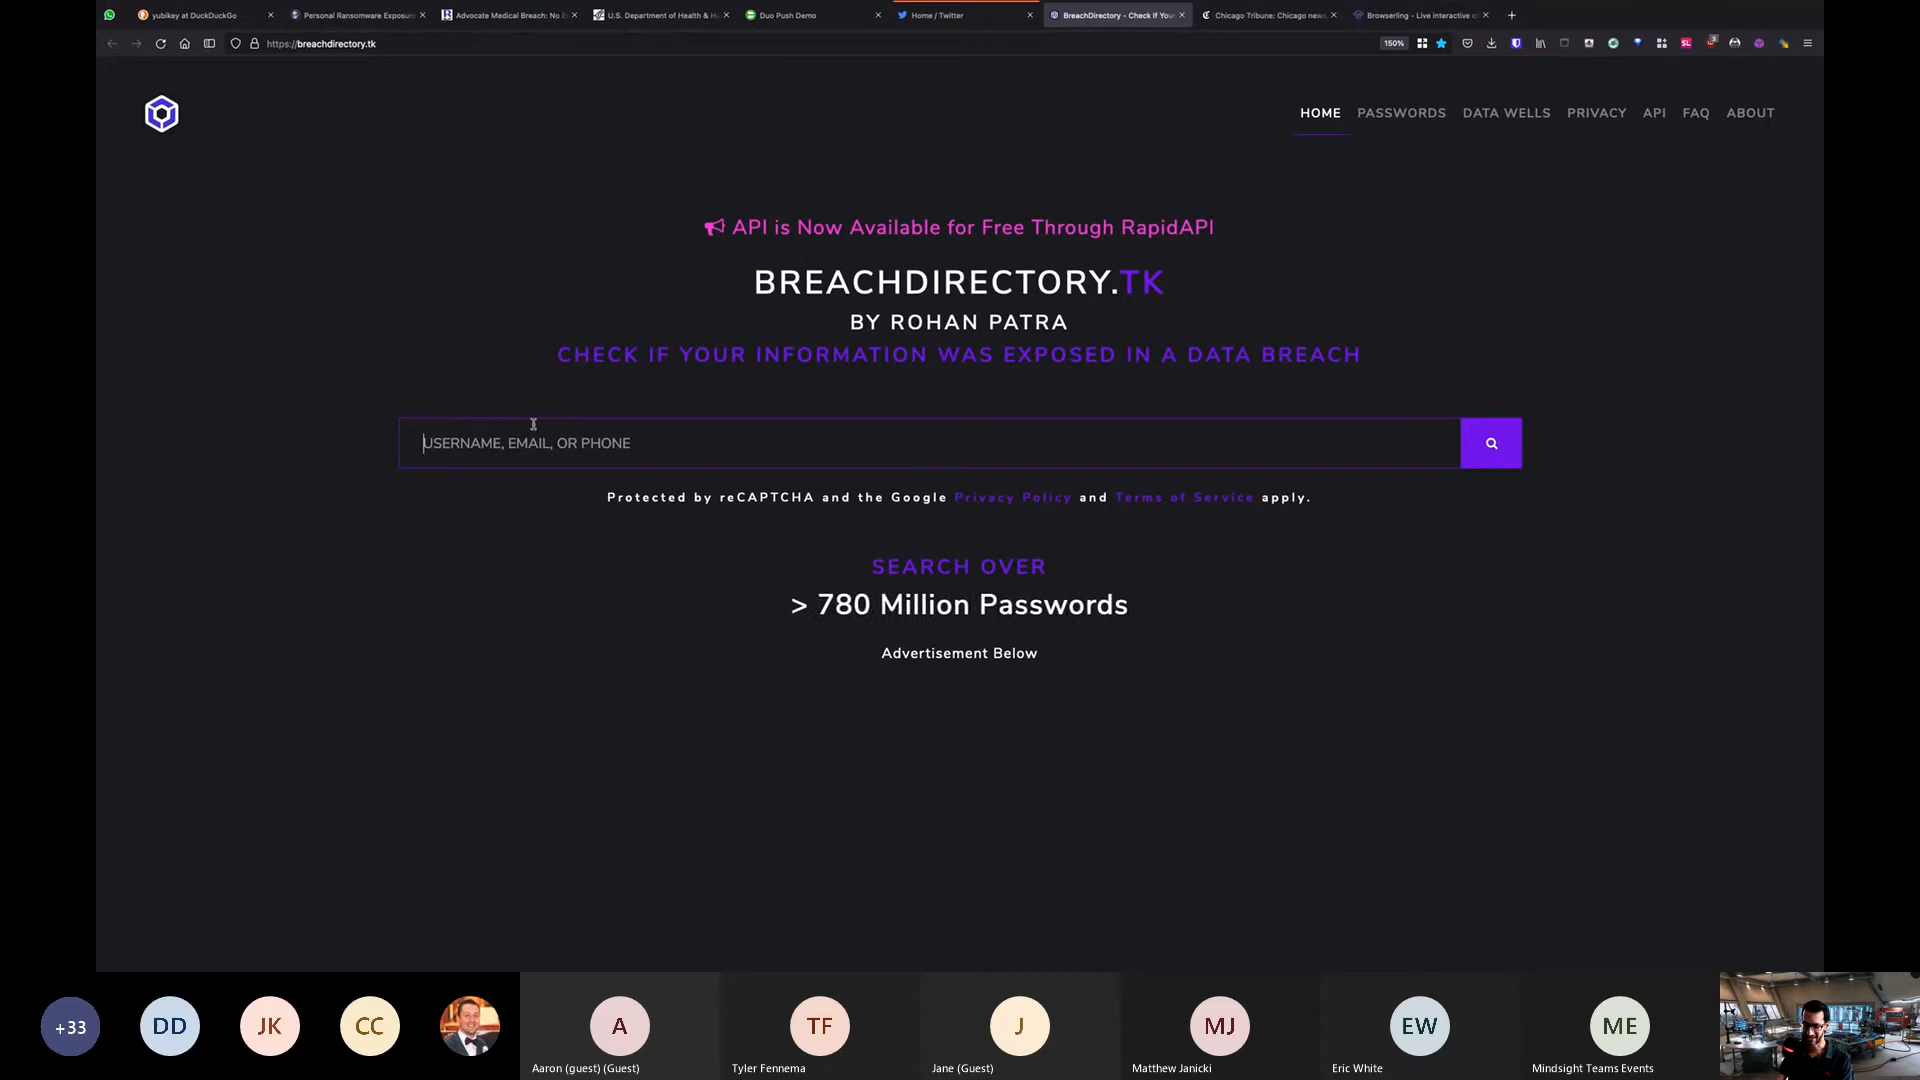 yubikey at DuckDuckGo
Personal Ransomware Exposur
Advocate Medical Breach: No E
U.S. Department of Health & H
Duo Push Demo
Home / Twitter
BreachDirectory - Check If You
Chicago Tribune: Chicago news,
Browserling - Live interactive c
https://breachdirectory.tk
150%
HOME
PASSWORDS
DATA WELLS
PRIVACY
API
FAQ
ABOUT
API is Now Available for Free Through RapidAPI
BREACHDIRECTORY.TK
BY ROHAN PATRA
CHECK IF YOUR INFORMATION WAS EXPOSED IN A DATA BREACH
USERNAME, EMAIL, OR PHONE
Protected by reCAPTCHA and the Google Privacy Policy and Terms of Service apply.
SEARCH OVER
> 780 Million Passwords
Advertisement Below
+33
DD
JK
CC
A
TF
J
MJ
EW
ME
Aaron (guest) (Guest)
Tyler Fennema
Jane (Guest)
Matthew Janicki
Eric White
Mindsight Teams Events